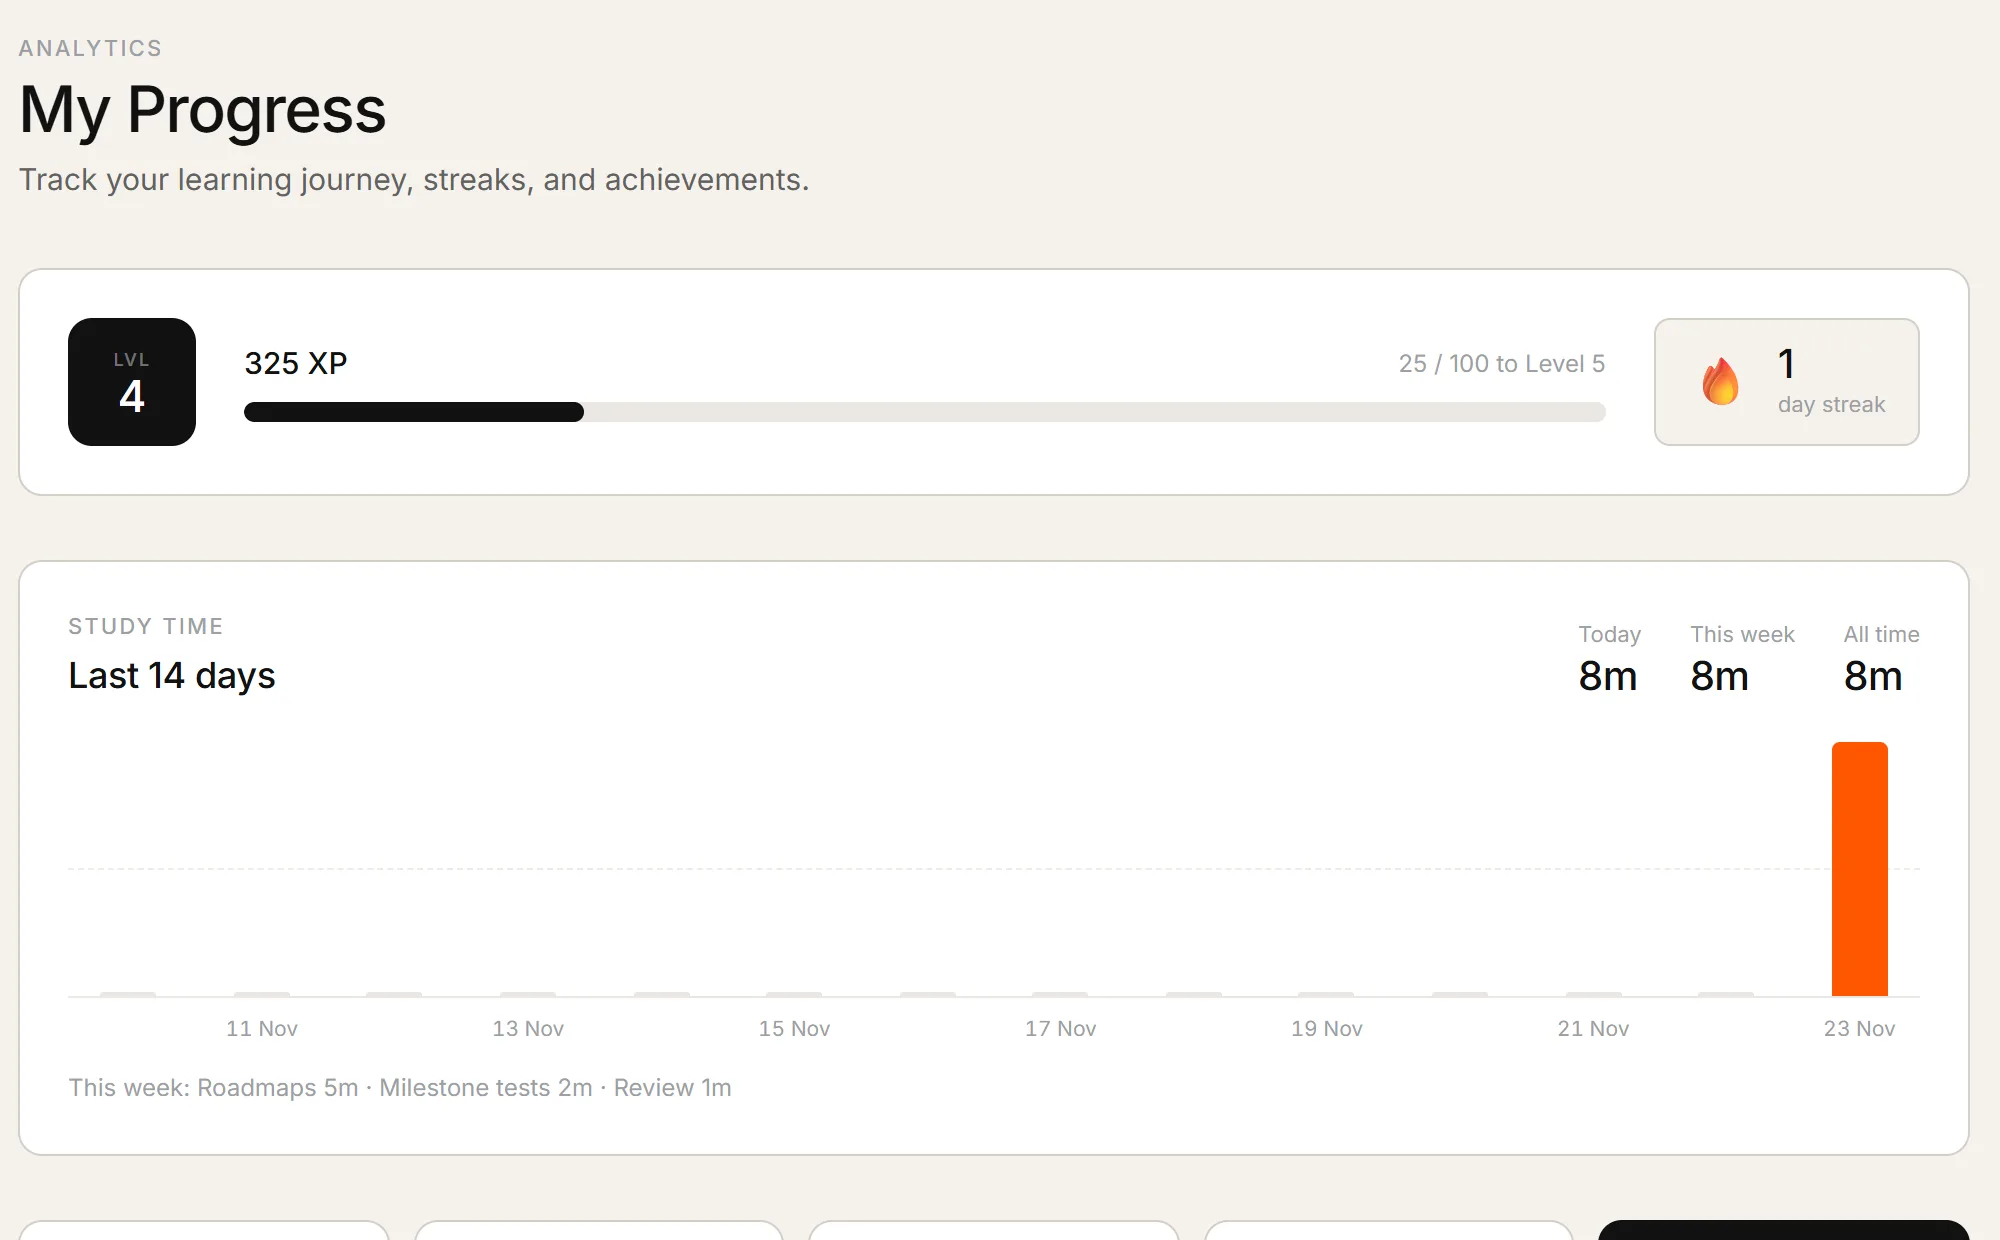 ANALYTICS
My Progress
Track your learning journey, streaks, and achievements.
LVL
4
325 XP
25 / 100 to Level 5
1
day streak
STUDY TIME
Last 14 days
Today
8m
This week
8m
All time
8m
11 Nov
13 Nov
15 Nov
17 Nov
19 Nov
21 Nov
23 Nov
This week: Roadmaps 5m · Milestone tests 2m · Review 1m